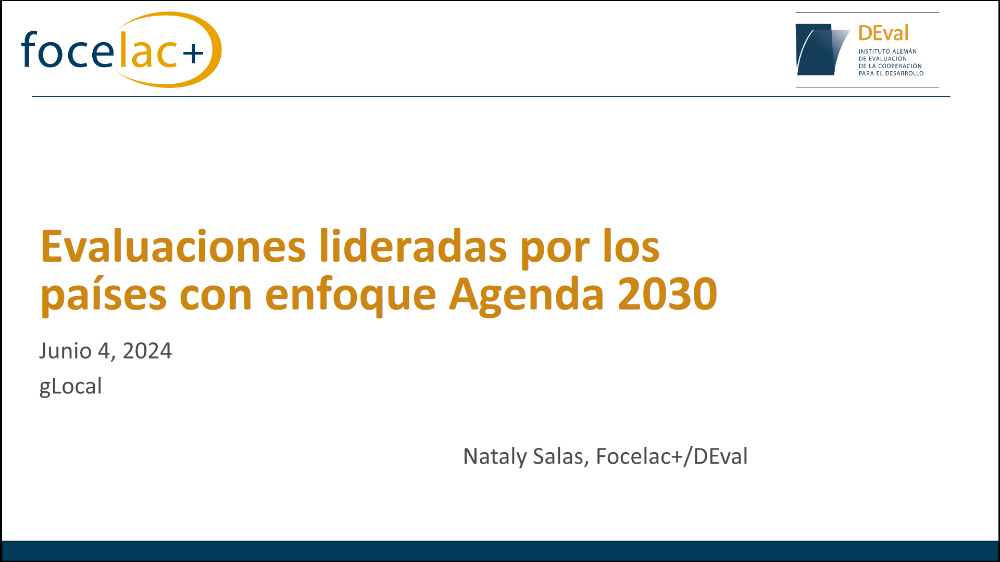 focelac+
DEval
INSTITUTO ALEMÁN
DE EVALUACIÓN
DE LA COOPERACIÓN
PARA EL DESARROLLO
Evaluaciones lideradas por los
países con enfoque Agenda 2030
Junio 4, 2024
gLocal
Nataly Salas, Focelac+/DEval